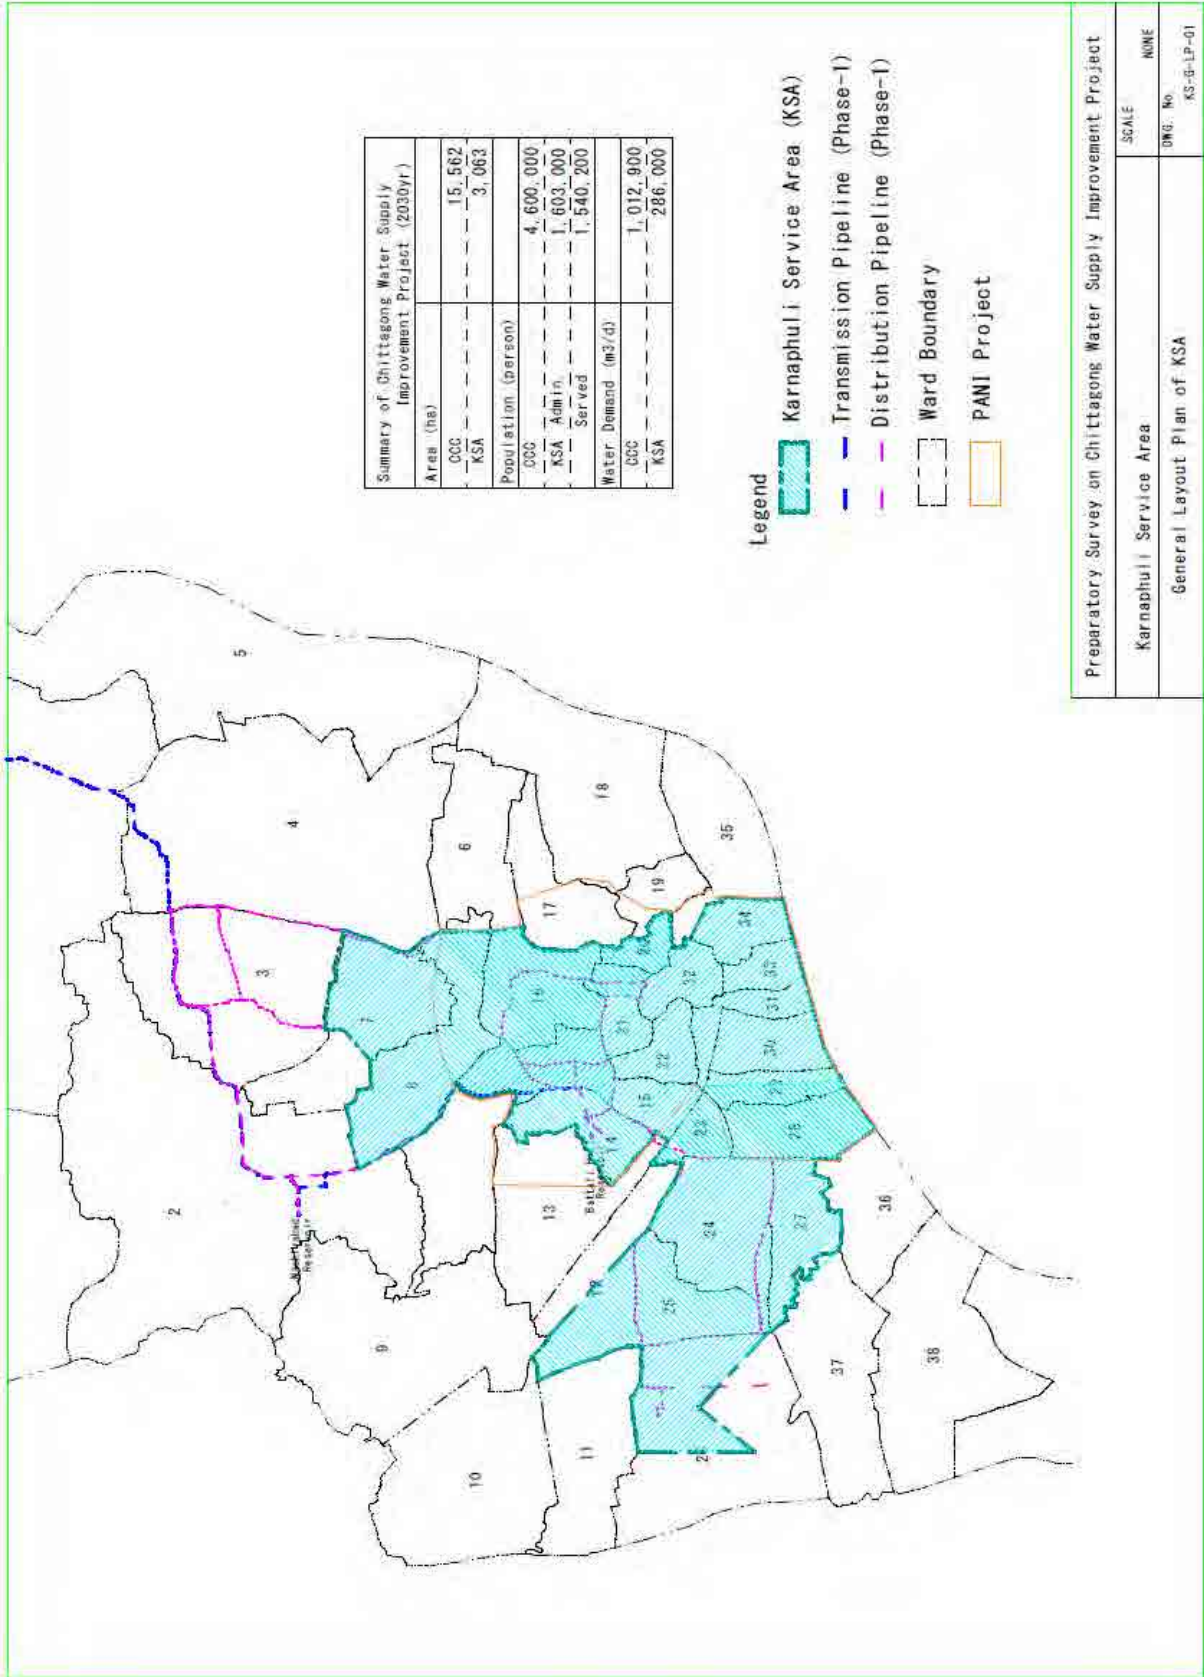 Summary of Chittagong Water Supply
Improvement Project (2030yr)
Area (ha)
CCC 15,562
KSA 3,063
Population (person)
CCC 4,600,000
KSA Admin. 1,603,000
Served 1,540,200
Water Demand (m3/d)
CCC 1,012,900
KSA 286,000
Legend
Karnaphuli Service Area (KSA)
Transmission Pipeline (Phase-1)
Distribution Pipeline (Phase-1)
Ward Boundary
PANI Project
5
4
6
18
35
19
17
3
2
7
8
16
34
32
33
31
21
22
30
15
23
28
14
13
Reservoir
24
27
36
25
9
37
38
11
10
Preparatory Survey on Chittagong Water Supply Improvement Project
Karnaphuli Service Area
SCALE NONE
General Layout Plan of KSA
DWG. No. KS-G-LP-01